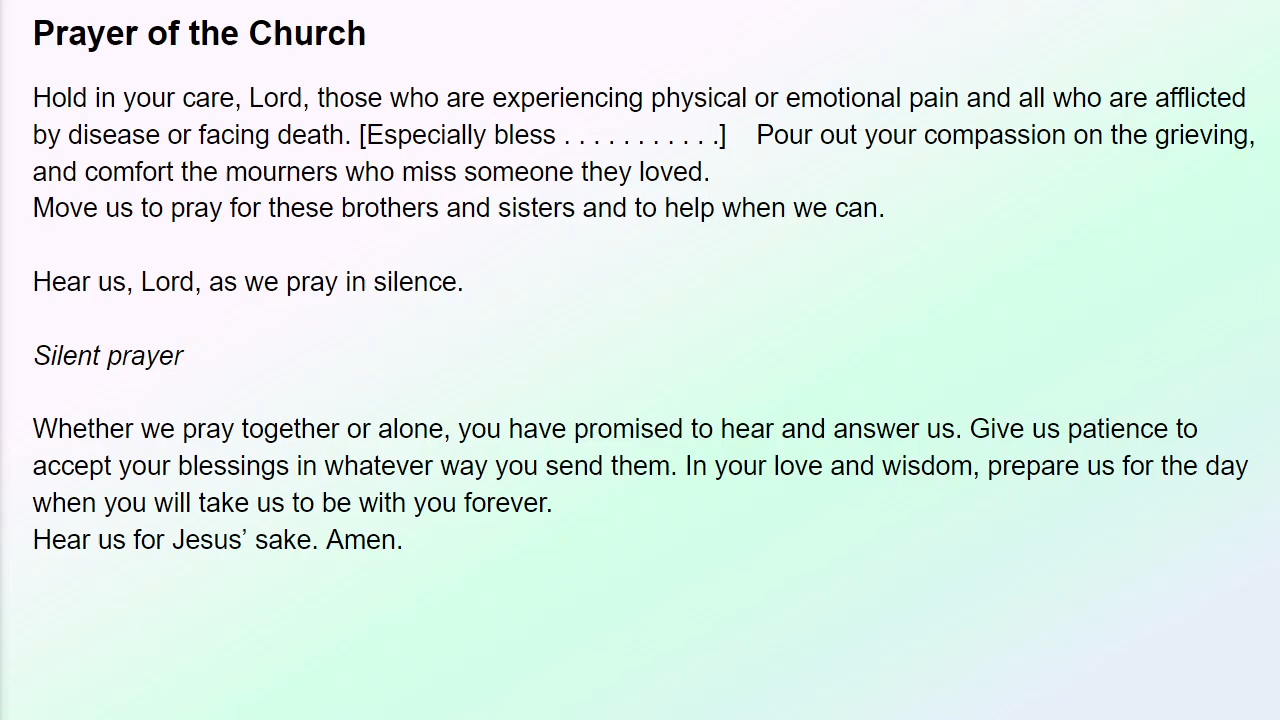 Prayer of the Church
Hold in your care, Lord, those who are experiencing physical or emotional pain and all who are afflicted
by disease or facing death. [Especially bless . . . . . . . . . . .] Pour out your compassion on the grieving,
and comfort the mourners who miss someone they loved.
Move us to pray for these brothers and sisters and to help when we can.
Hear us, Lord, as we pray in silence.
Silent prayer
Whether we pray together or alone, you have promised to hear and answer us. Give us patience to
accept your blessings in whatever way you send them. In your love and wisdom, prepare us for the day
when you will take us to be with you forever.
Hear us for Jesus’ sake. Amen.